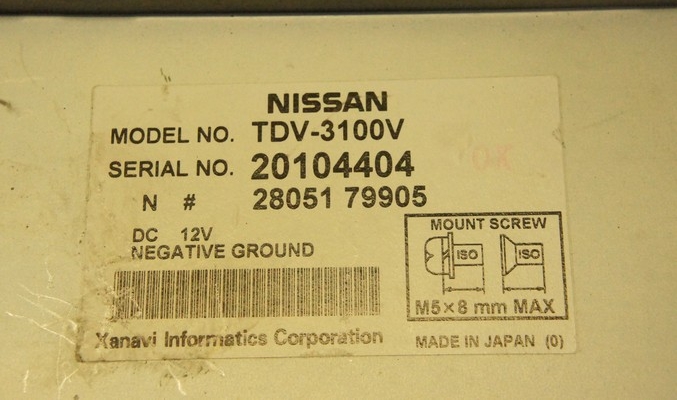 NISSAN
MODEL NO. TDV-3100V
SERIAL NO. 20104404
N # 28051 79905
DC 12V
NEGATIVE GROUND
MOUNT SCREW
ISO ISO
M5×8 mm MAX
Xanavi Informatics Corporation
MADE IN JAPAN (0)